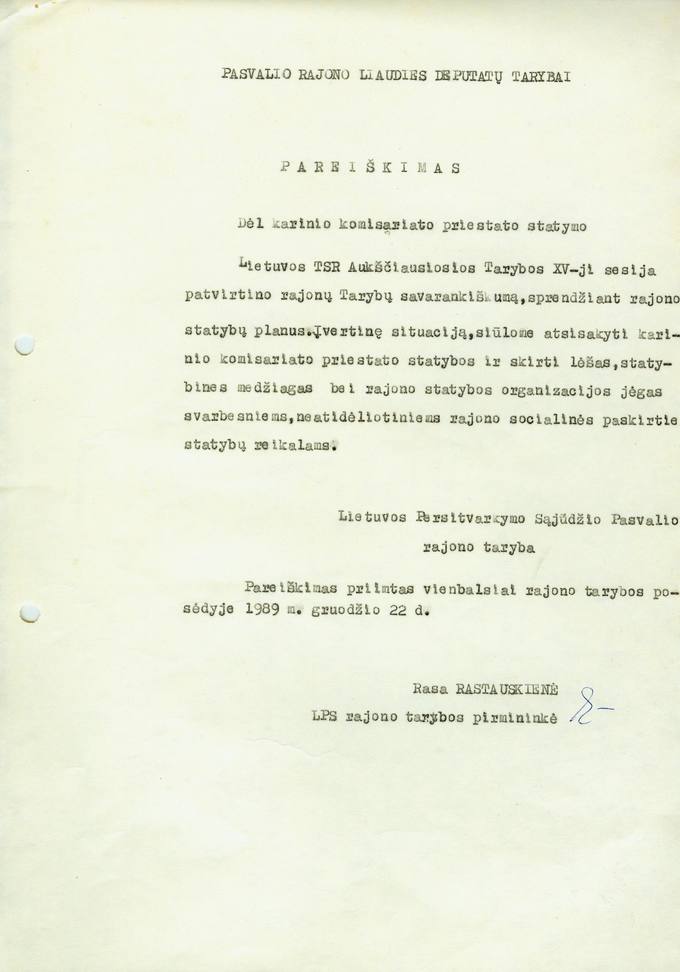 PASVALIO RAJONO LIAUDIES DEPUTATŲ TARYBAI
P A R E I Š K I M A S
Dėl karinio komisariato priestato statymo
Lietuvos TSR Aukščiausiosios Tarybos XV-ji sesija
patvirtino rajonų Tarybų savarankiškumą,sprendžiant rajono
statybų planus.Įvertinę situaciją,siūlome atsisakyti kari-
nio komisariato priestato statybos ir skirti lėšas,staty-
bines medžiagas bei rajono statybos organizacijos jėgas
svarbesniems,neatidėliotiniems rajono socialinės paskirtie
statybų reikalams.
Lietuvos Persitvarkymo Sąjūdžio Pasvalio
rajono taryba
Pareiškimas priimtas vienbalsiai rajono tarybos po-
sėdyje 1989 m. gruodžio 22 d.
Rasa RASTAUSKIENĖ
LPS rajono tarybos pirmininkė